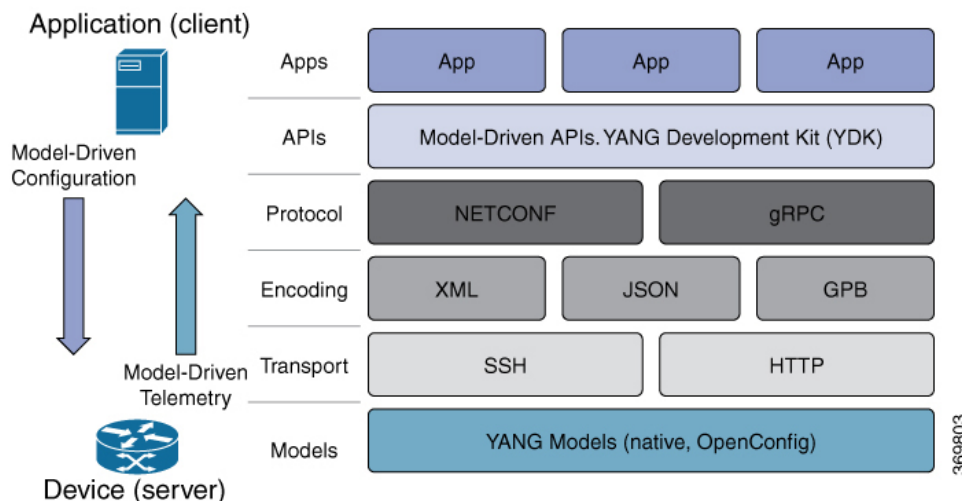 Application (client)
Model-Driven
Configuration
Model-Driven
Telemetry
Device (server)
Apps
App
App
App
APIs
Model-Driven APIs. YANG Development Kit (YDK)
Protocol
NETCONF
gRPC
Encoding
XML
JSON
GPB
Transport
SSH
HTTP
Models
YANG Models (native, OpenConfig)
369803